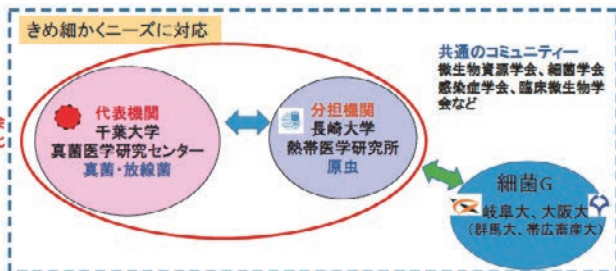 きめ細かくニーズに対応
共通のコミュニティー
微生物資源学会、細菌学会
感染症学会、臨床微生物学
会など
代表機関
千葉大学
真菌医学研究センター
真菌・放線菌
分担機関
長崎大学
熱帯医学研究所
原虫
細菌G
岐阜大、大阪大
(群馬大、帯広畜産大)